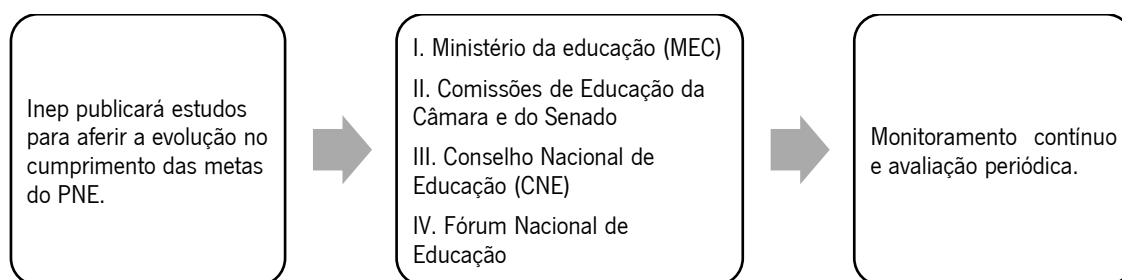 Inep publicará estudos
para aferir a evolução no
cumprimento das metas
do PNE.
I. Ministério da educação (MEC)
II. Comissões de Educação da
Câmara e do Senado
III. Conselho Nacional de
Educação (CNE)
IV. Fórum Nacional de
Educação
Monitoramento contínuo
e avaliação periódica.